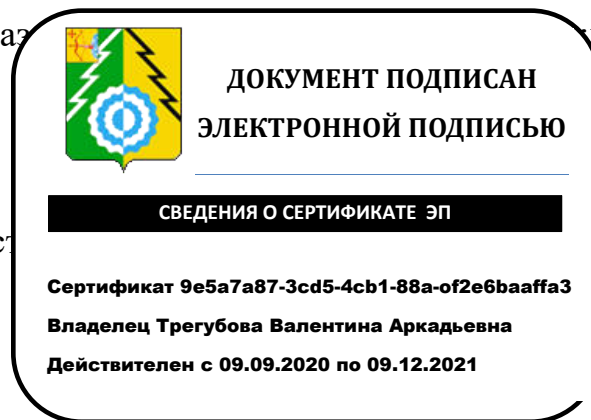 ДОКУМЕНТ ПОДПИСАН
ЭЛЕКТРОННОЙ ПОДПИСЬЮ
СВЕДЕНИЯ О СЕРТИФИКАТЕ ЭП
Сертификат 9e5a7a87-3cd5-4cb1-88a-of2e6baaffa3
Владелец Трегубова Валентина Аркадьевна
Действителен с 09.09.2020 по 09.12.2021